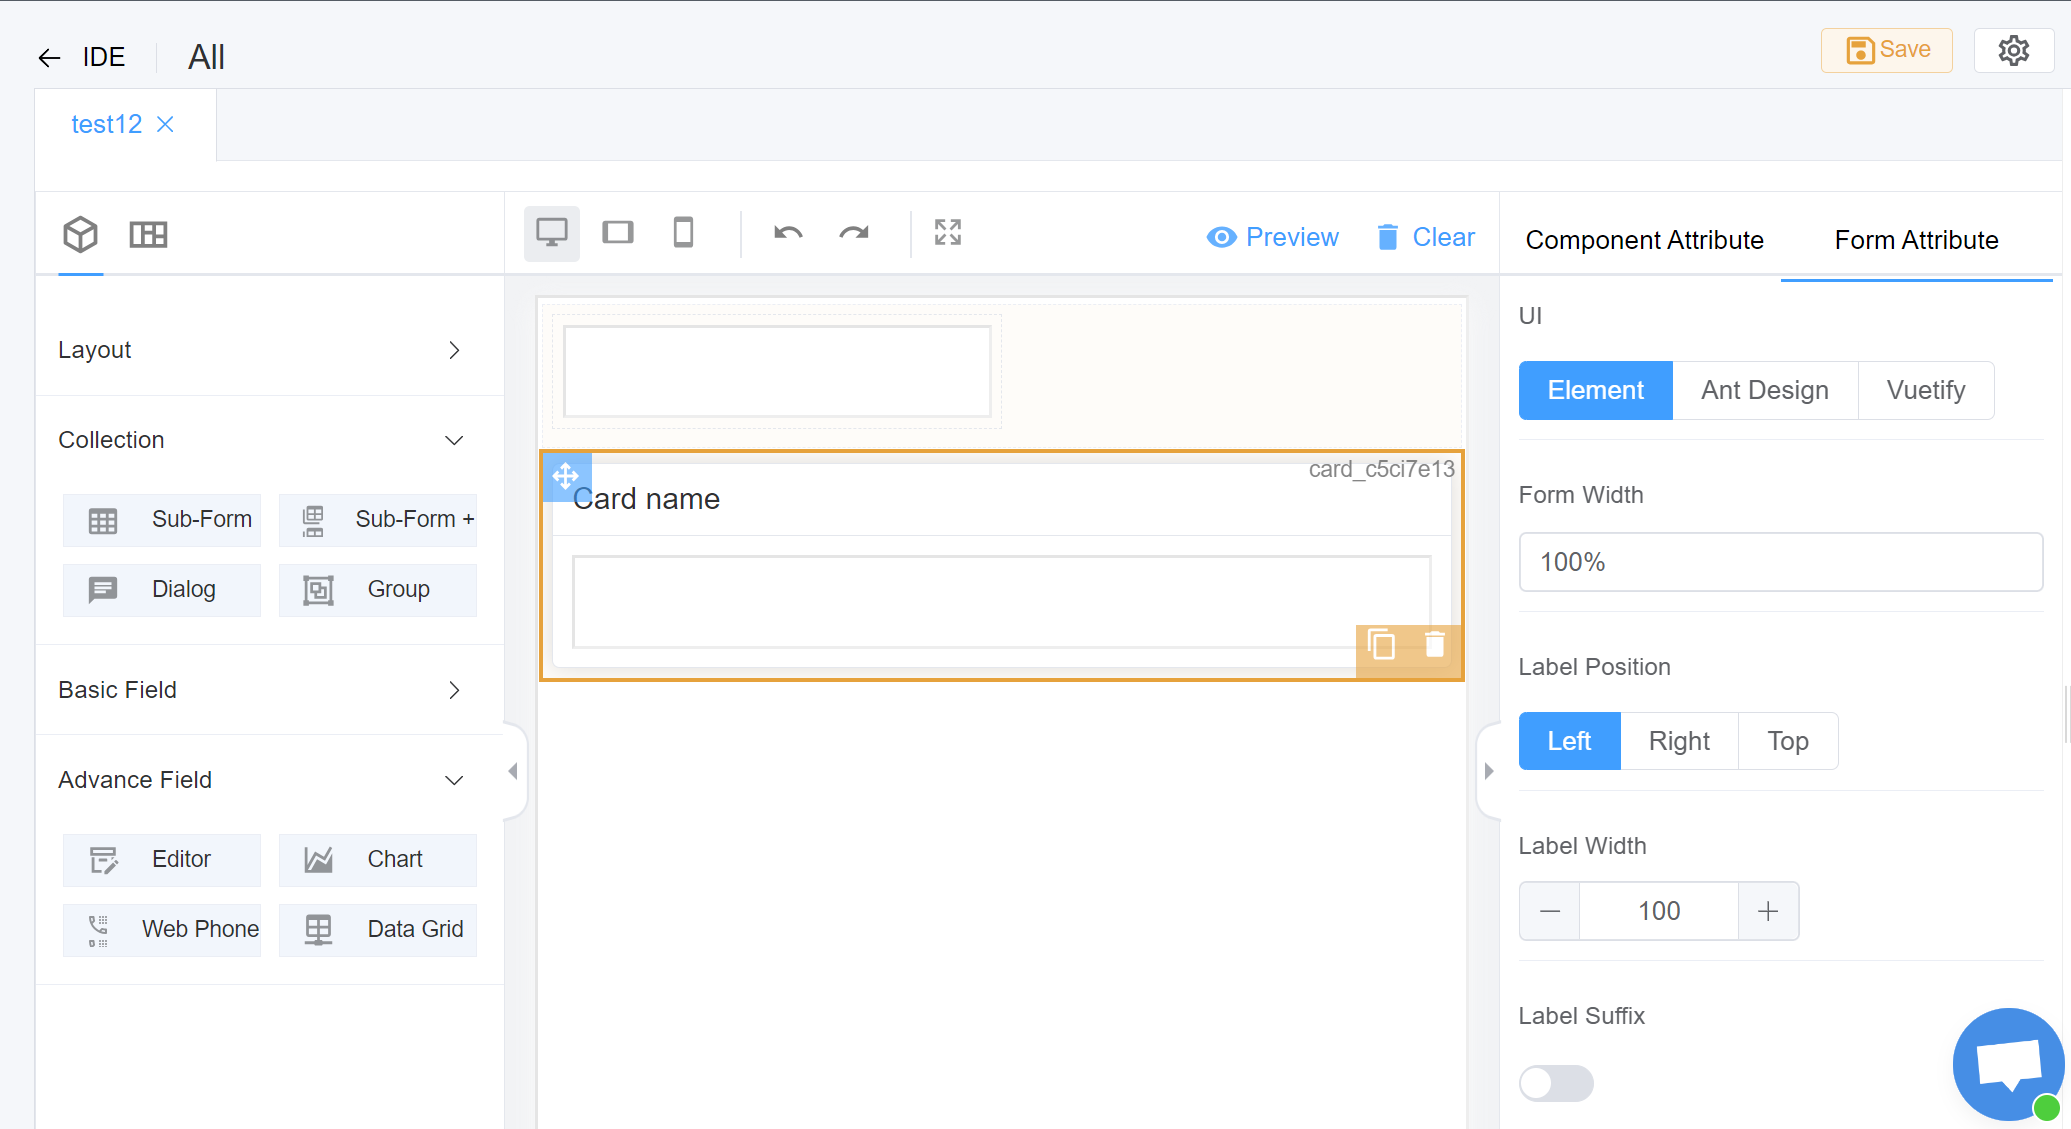 IDE
All
Save
test12
Preview
Clear
Component Attribute
Form Attribute
Layout
Collection
Sub-Form
Sub-Form +
Dialog
Group
Basic Field
Advance Field
Editor
Chart
Web Phone
Data Grid
card_c5ci7e13
Card name
UI
Element
Ant Design
Vuetify
Form Width
100%
Label Position
Left
Right
Top
Label Width
100
Label Suffix